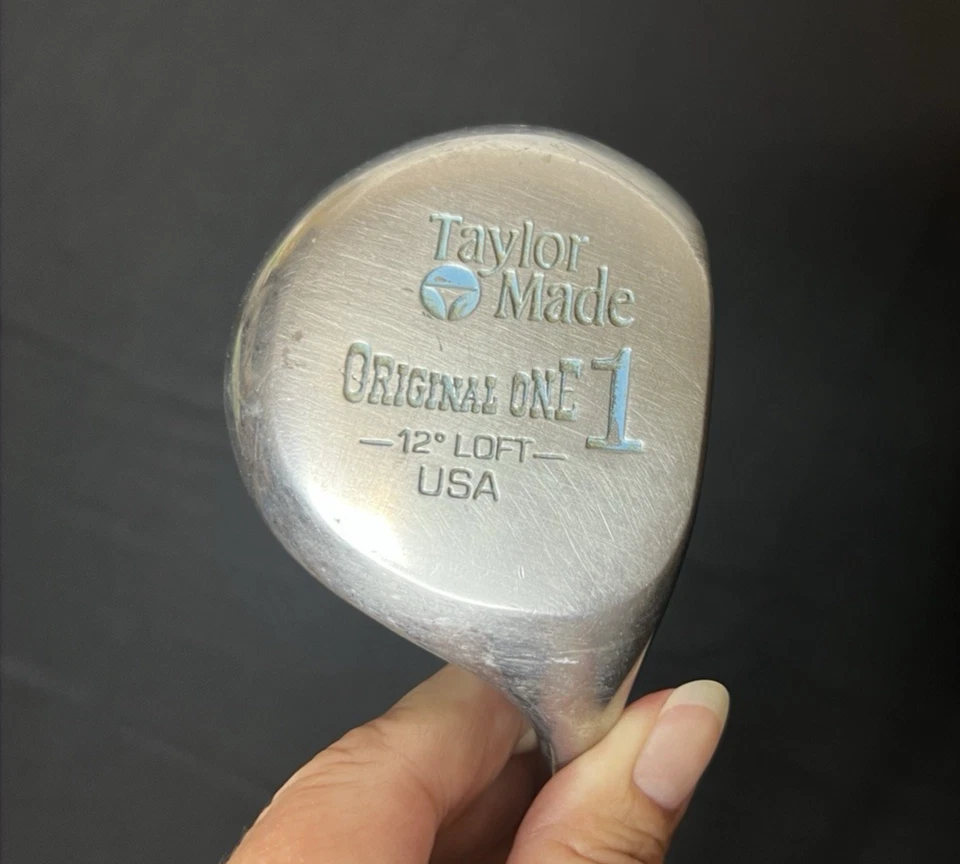 Taylor
Made
ORIGINAL ONE 1
—12° LOFT—
USA